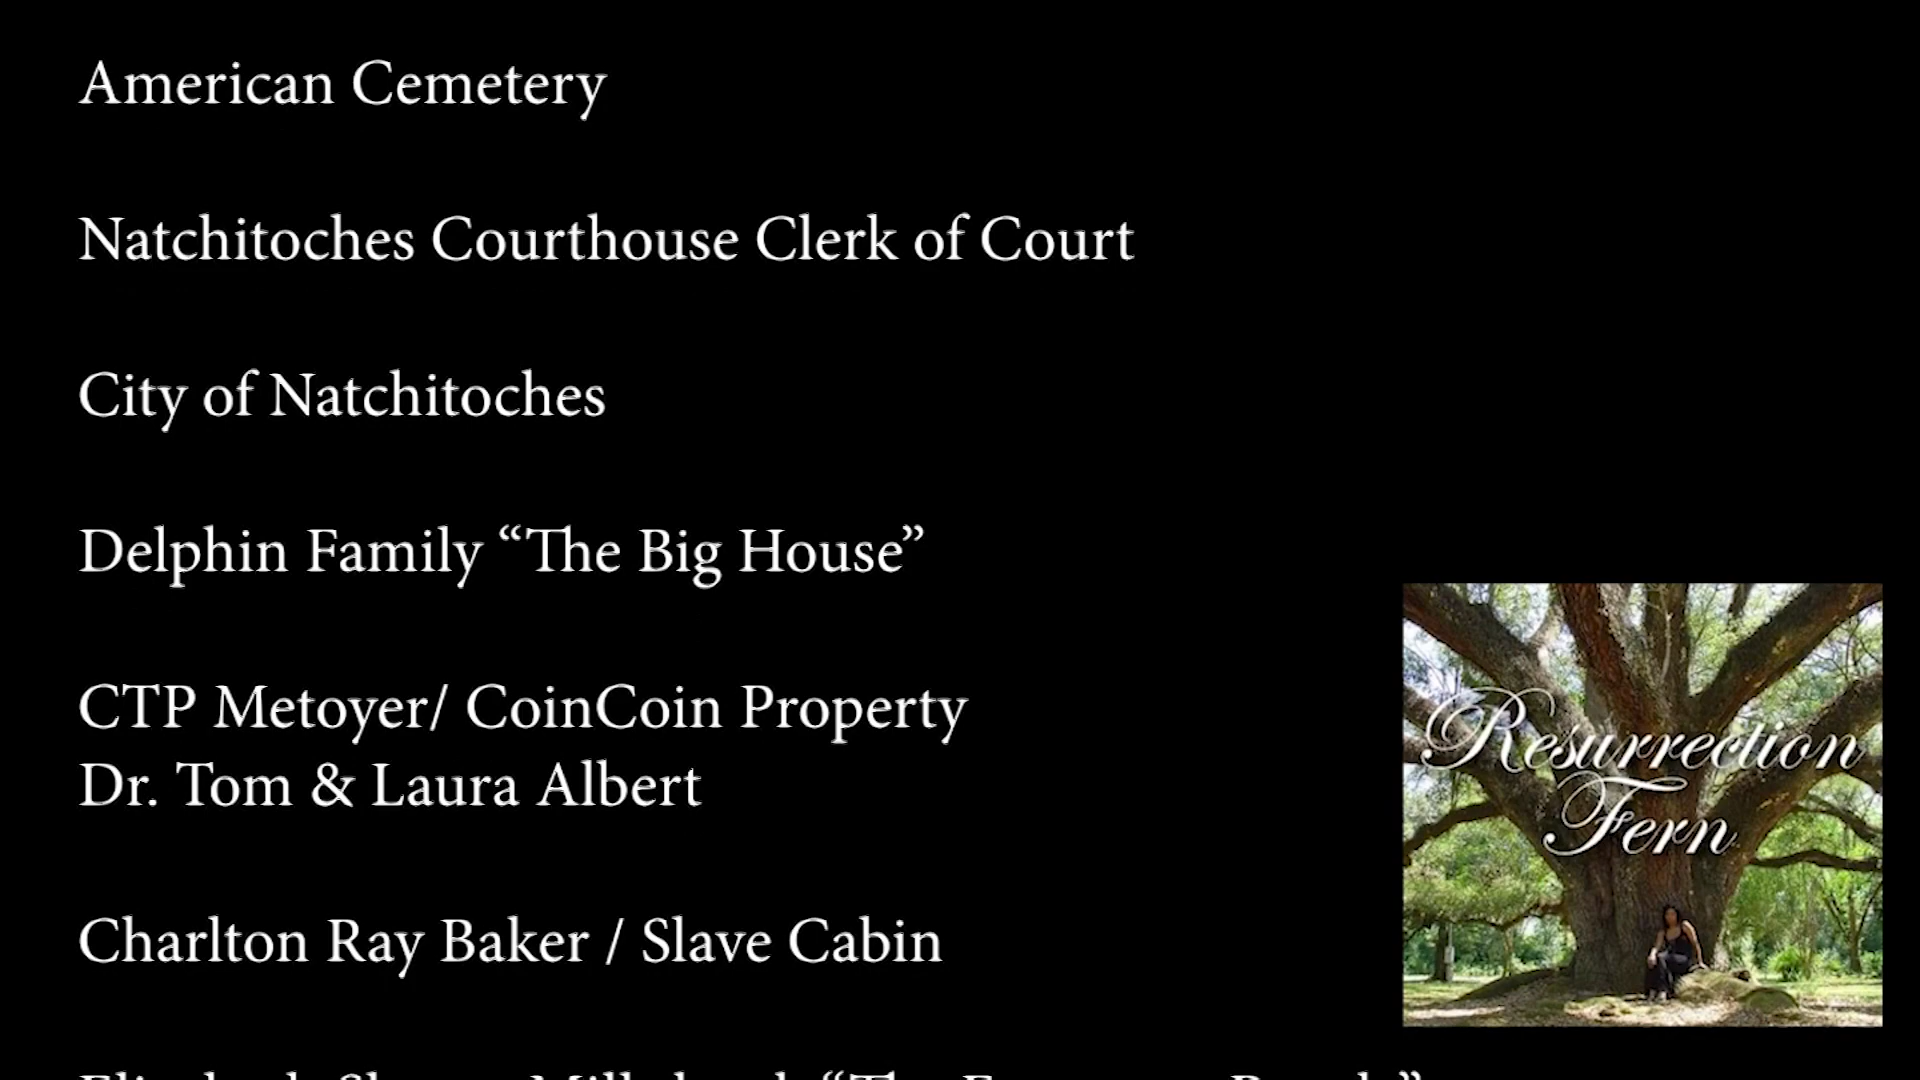 American Cemetery
Natchitoches Courthouse Clerk of Court
City of Natchitoches
Delphin Family “The Big House”
CTP Metoyer/ CoinCoin Property
Dr. Tom & Laura Albert
Charlton Ray Baker / Slave Cabin
Resurrection
Fern